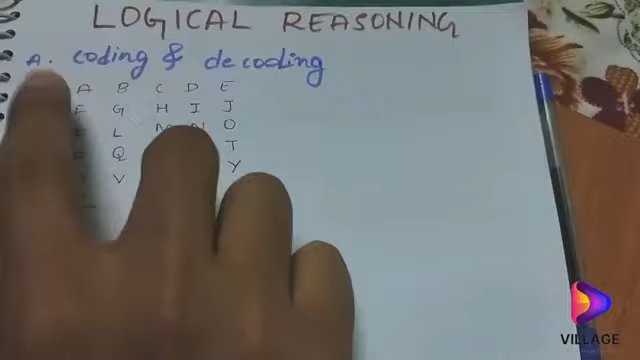 LOGICAL REASONING
A. coding & decoding
A B C D E
F G H I J
L M N O
Q T
V Y
VILLAGE